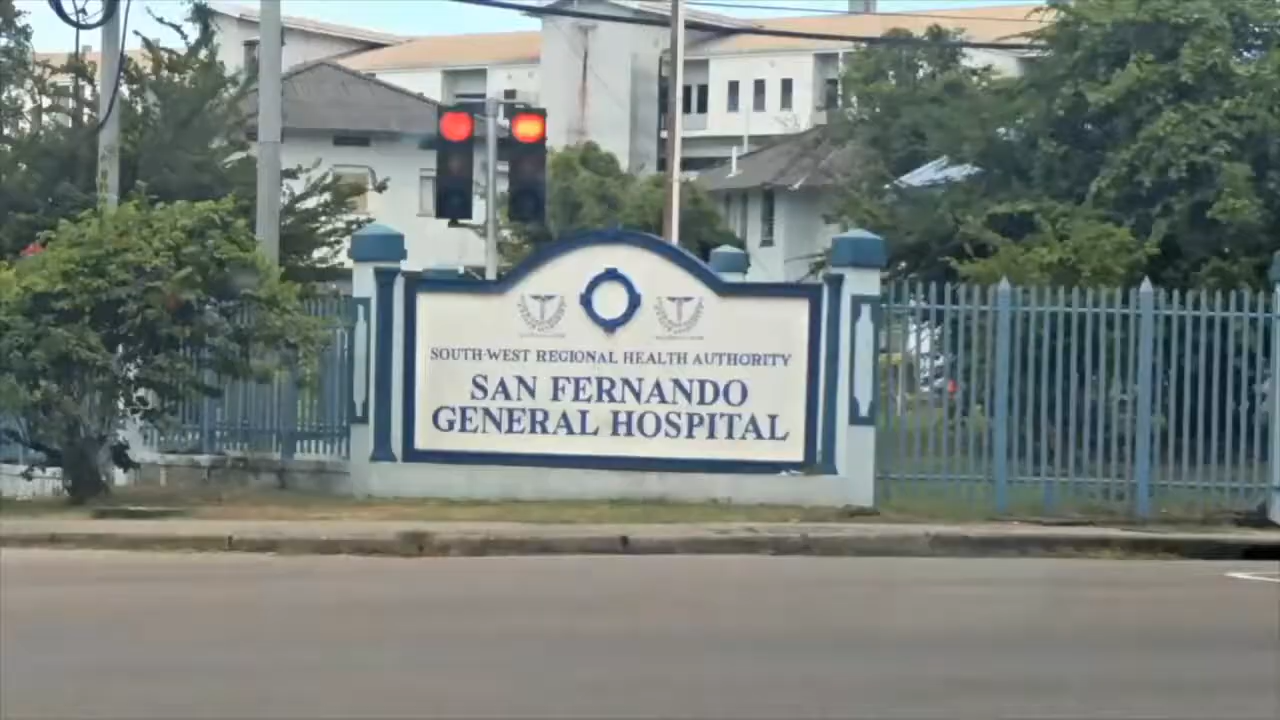 SOUTH-WEST REGIONAL HEALTH AUTHORITY
SAN FERNANDO
GENERAL HOSPITAL